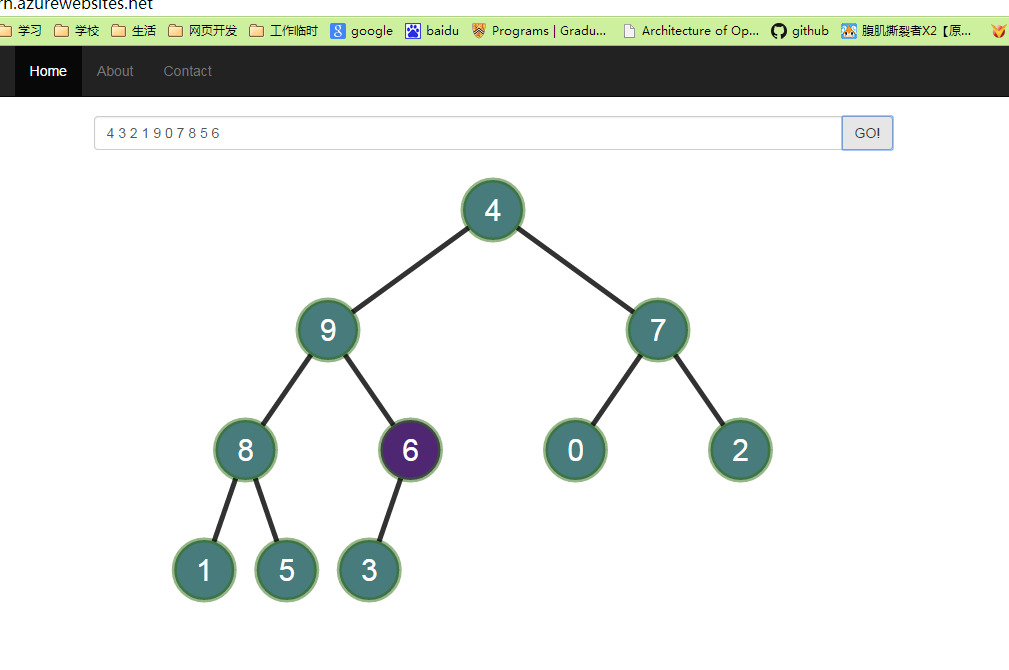 rn.azurewebsites.net
学习 学校 生活 网页开发 工作临时 google baidu Programs | Gradu... Architecture of Op... github 腹肌撕裂者X2【原...
Home About Contact
4 3 2 1 9 0 7 8 5 6 GO!
4
9 7
8 6 0 2
1 5 3